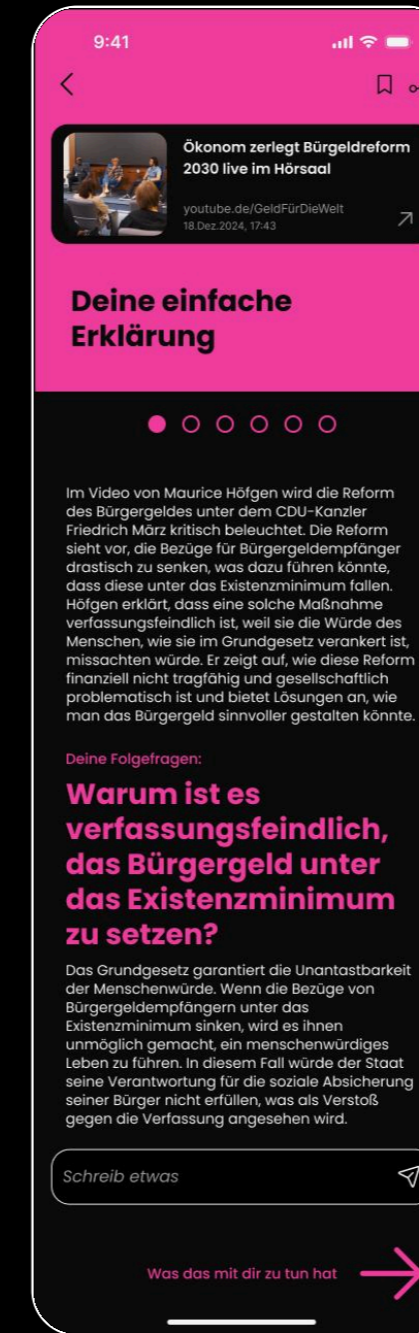 9:41
Ökonom zerlegt Bürgeldreform
2030 live im Hörsaal
youtube.de/GeldFürDieWelt
18.Dez.2024, 17:43
Deine einfache
Erklärung
Im Video von Maurice Höfgen wird die Reform
des Bürgergeldes unter dem CDU-Kanzler
Friedrich März kritisch beleuchtet. Die Reform
sieht vor, die Bezüge für Bürgergeldempfänger
drastisch zu senken, was dazu führen könnte,
dass diese unter das Existenzminimum fallen.
Höfgen erklärt, dass eine solche Maßnahme
verfassungsfeindlich ist, weil sie die Würde des
Menschen, wie sie im Grundgesetz verankert ist,
missachten würde. Er zeigt auf, wie diese Reform
finanziell nicht tragfähig und gesellschaftlich
problematisch ist und bietet Lösungen an, wie
man das Bürgergeld sinnvoller gestalten könnte.
Deine Folgefragen:
Warum ist es
verfassungsfeindlich,
das Bürgergeld unter
das Existenzminimum
zu setzen?
Das Grundgesetz garantiert die Unantastbarkeit
der Menschenwürde. Wenn die Bezüge von
Bürgergeldempfängern unter das
Existenzminimum sinken, wird es ihnen
unmöglich gemacht, ein menschenwürdiges
Leben zu führen. In diesem Fall würde der Staat
seine Verantwortung für die soziale Absicherung
seiner Bürger nicht erfüllen, was als Verstoß
gegen die Verfassung angesehen wird.
Schreib etwas
Was das mit dir zu tun hat